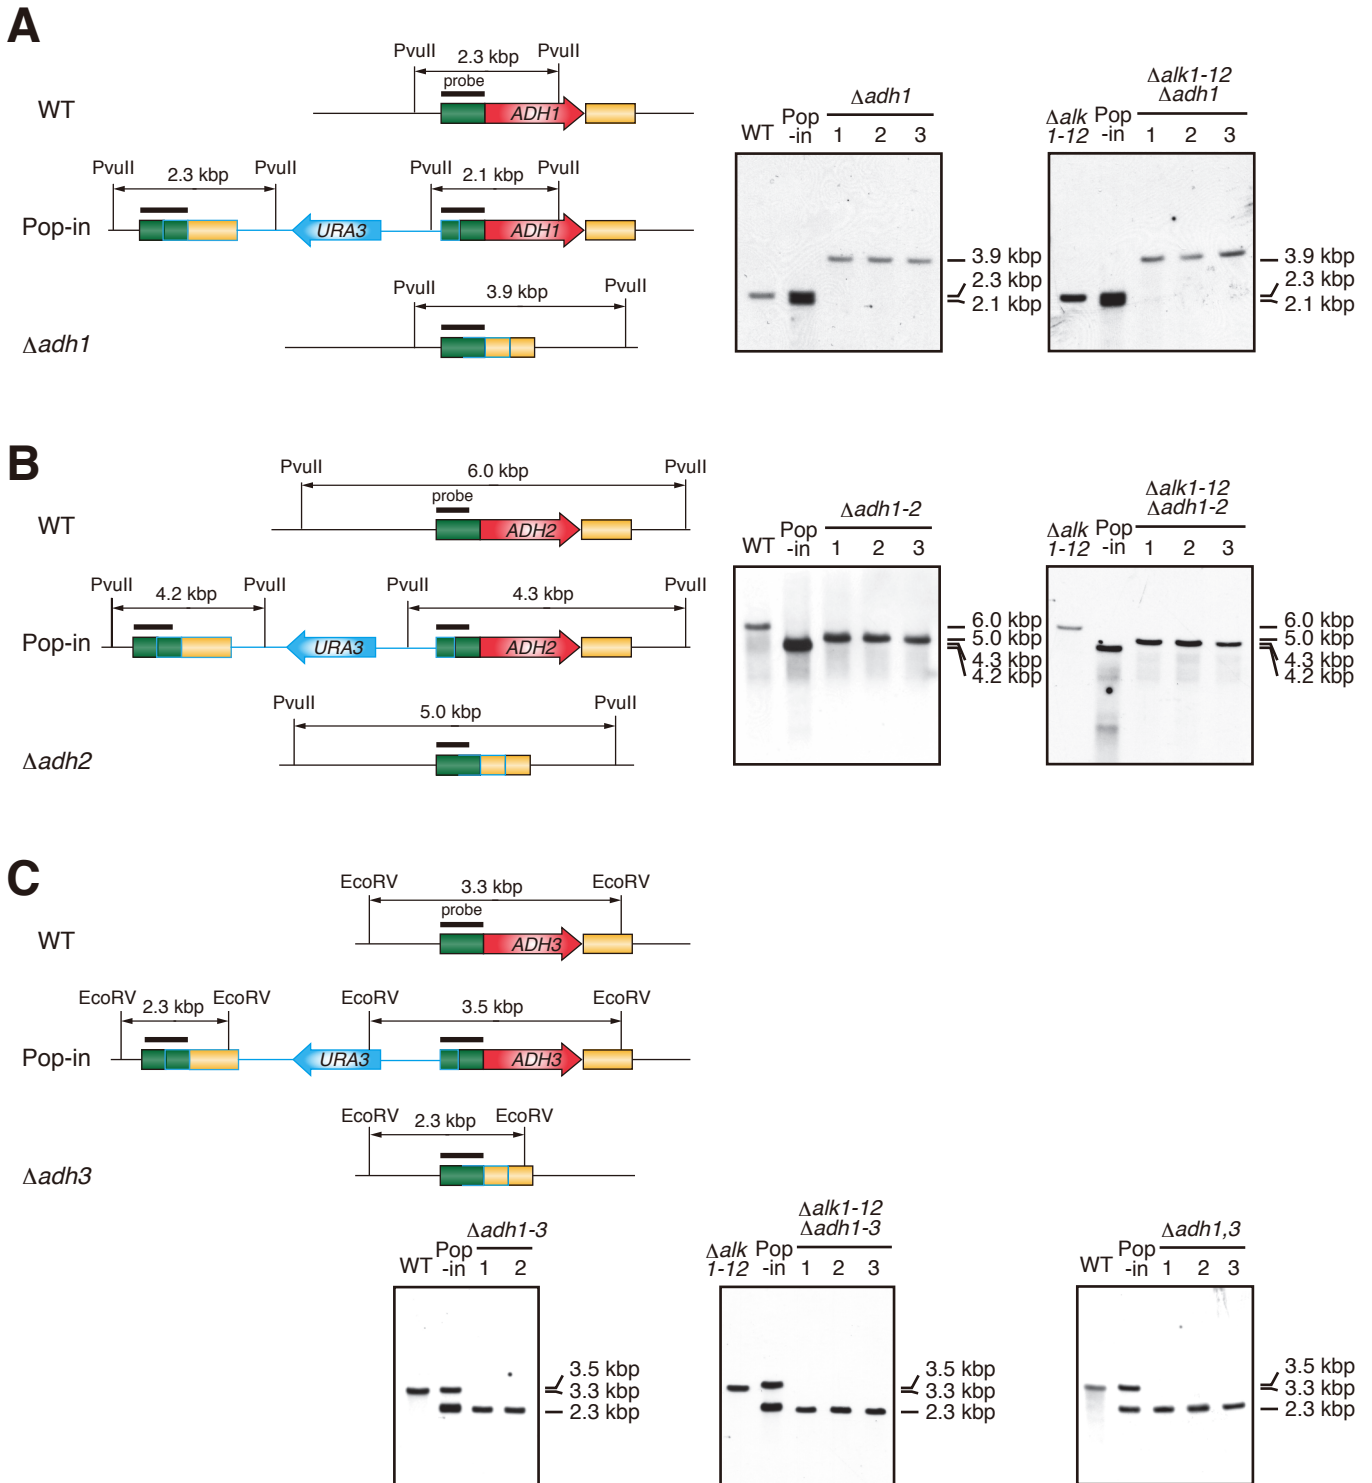 A
PvuII 2.3 kbp PvuII
probe
WT
ADH1
PvuII 2.3 kbp PvuII PvuII 2.1 kbp PvuII
Pop-in
URA3
ADH1
PvuII 3.9 kbp PvuII
Δadh1
WT Pop -in Δadh1
1 2 3
3.9 kbp
2.3 kbp
2.1 kbp
Δalk 1-12 Pop -in Δalk1-12 Δadh1
1 2 3
3.9 kbp
2.3 kbp
2.1 kbp
B
PvuII 6.0 kbp PvuII
probe
WT
ADH2
PvuII 4.2 kbp PvuII PvuII 4.3 kbp PvuII
Pop-in
URA3
ADH2
PvuII 5.0 kbp PvuII
Δadh2
WT Pop -in Δadh1-2
1 2 3
6.0 kbp
5.0 kbp
4.3 kbp
4.2 kbp
Δalk 1-12 Pop -in Δalk1-12 Δadh1-2
1 2 3
6.0 kbp
5.0 kbp
4.3 kbp
4.2 kbp
C
EcoRV 3.3 kbp EcoRV
probe
WT
ADH3
EcoRV 2.3 kbp EcoRV EcoRV 3.5 kbp EcoRV
Pop-in
URA3
ADH3
EcoRV 2.3 kbp EcoRV
Δadh3
WT Pop -in Δadh1-3
1 2
3.5 kbp
3.3 kbp
2.3 kbp
Δalk 1-12 Pop -in Δalk1-12 Δadh1-3
1 2 3
3.5 kbp
3.3 kbp
2.3 kbp
WT Pop -in Δadh1,3
1 2 3
3.5 kbp
3.3 kbp
2.3 kbp